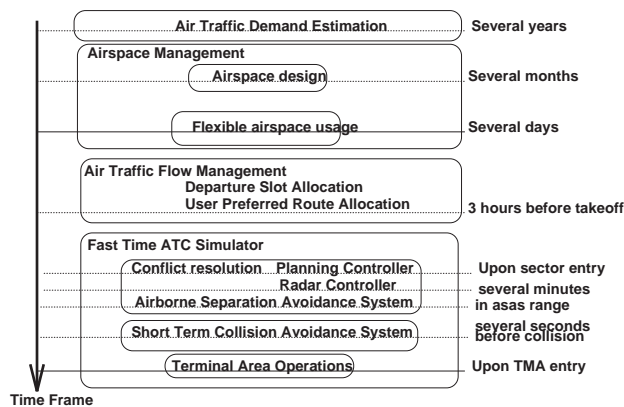 Air Traffic Demand Estimation
Several years
Airspace Management
Airspace design
Several months
Flexible airspace usage
Several days
Air Traffic Flow Management
Departure Slot Allocation
User Preferred Route Allocation
3 hours before takeoff
Fast Time ATC Simulator
Conflict resolution Planning Controller
Upon sector entry
Radar Controller
several minutes
Airborne Separation Avoidance System
in asas range
several seconds
Short Term Collision Avoidance System
before collision
Terminal Area Operations
Upon TMA entry
Time Frame